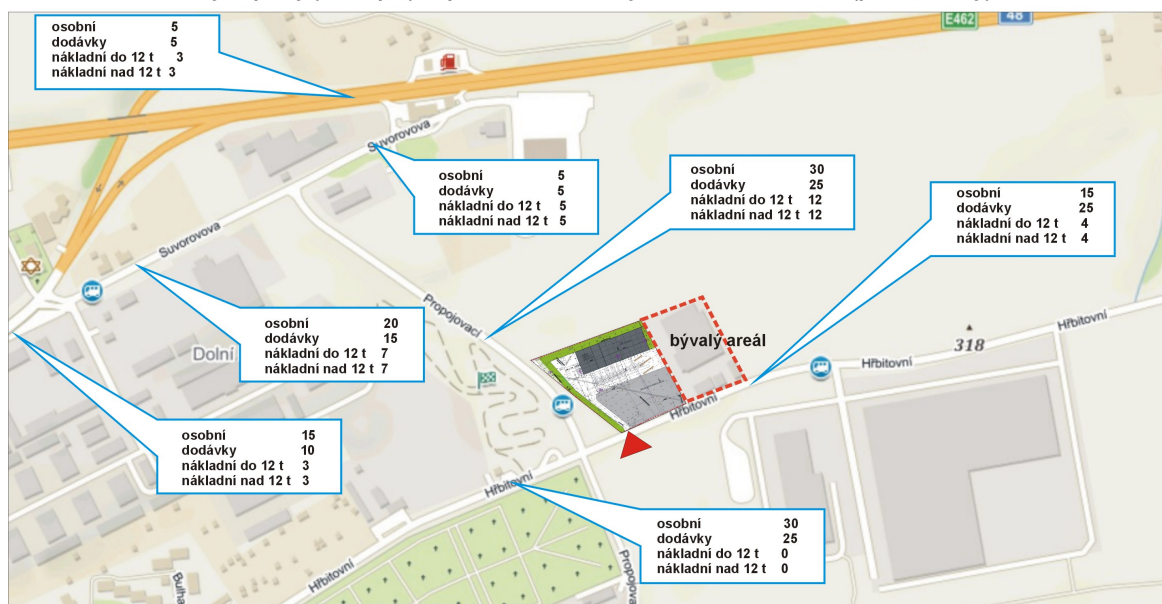 E462
48
osobní 5
dodávky 5
nákladní do 12 t 3
nákladní nad 12 t 3
Suvorovova
osobní 5
dodávky 5
nákladní do 12 t 5
nákladní nad 12 t 5
osobní 30
dodávky 25
nákladní do 12 t 12
nákladní nad 12 t 12
osobní 15
dodávky 25
nákladní do 12 t 4
nákladní nad 12 t 4
Suvorovova
Propojovací
osobní 20
dodávky 15
nákladní do 12 t 7
nákladní nad 12 t 7
Dolní
bývalý areál
318
Hřbitovní
Hřbitovní
Hřbitovní
osobní 15
dodávky 10
nákladní do 12 t 3
nákladní nad 12 t 3
Hřbitovní
osobní 30
dodávky 25
nákladní do 12 t 0
nákladní nad 12 t 0
Hřbitovní
Propojova
Bulha